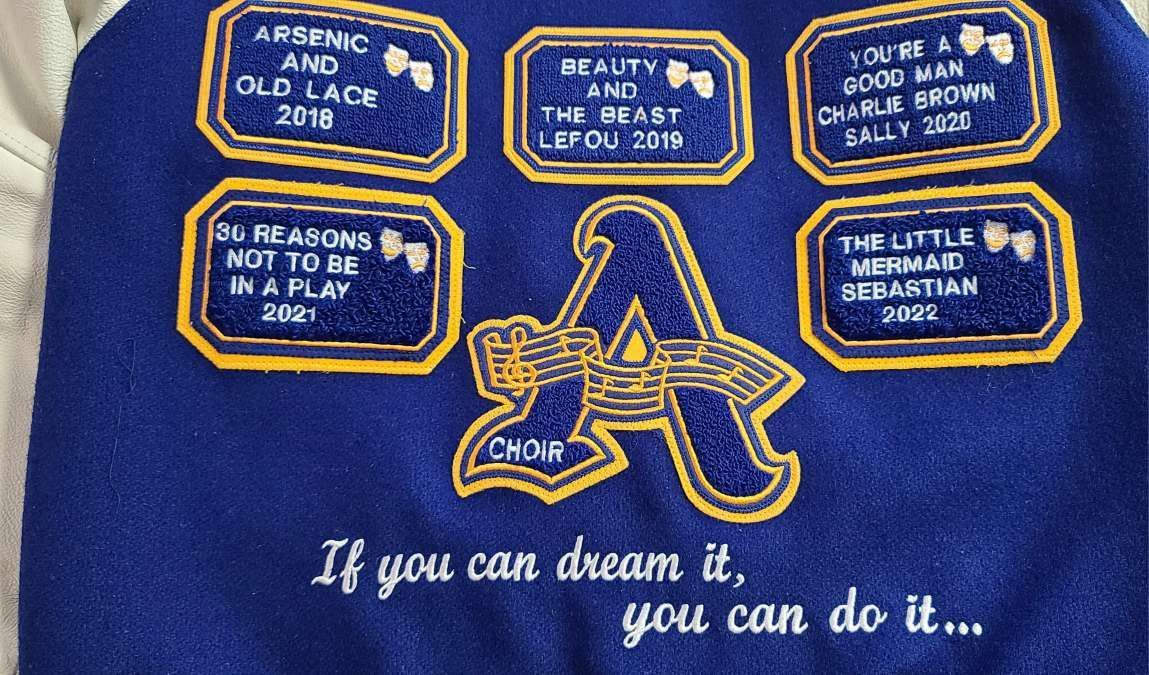 ARSENIC
AND
OLD LACE
2018
BEAUTY
AND
THE BEAST
LEFOU 2019
YOU'RE A
GOOD MAN
CHARLIE BROWN
SALLY 2020
30 REASONS
NOT TO BE
IN A PLAY
2021
THE LITTLE
MERMAID
SEBASTIAN
2022
A
CHOIR
If you can dream it,
you can do it...